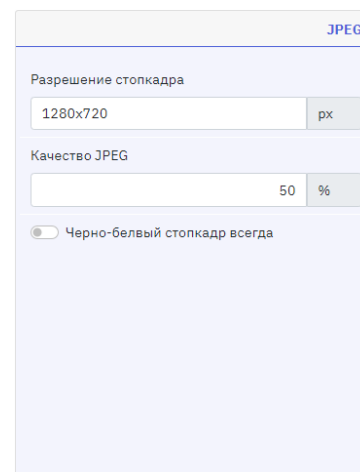 JPEG
Разрешение стопкадра
1280x720 px
Качество JPEG
50 %
Черно-белвый стопкадр всегда